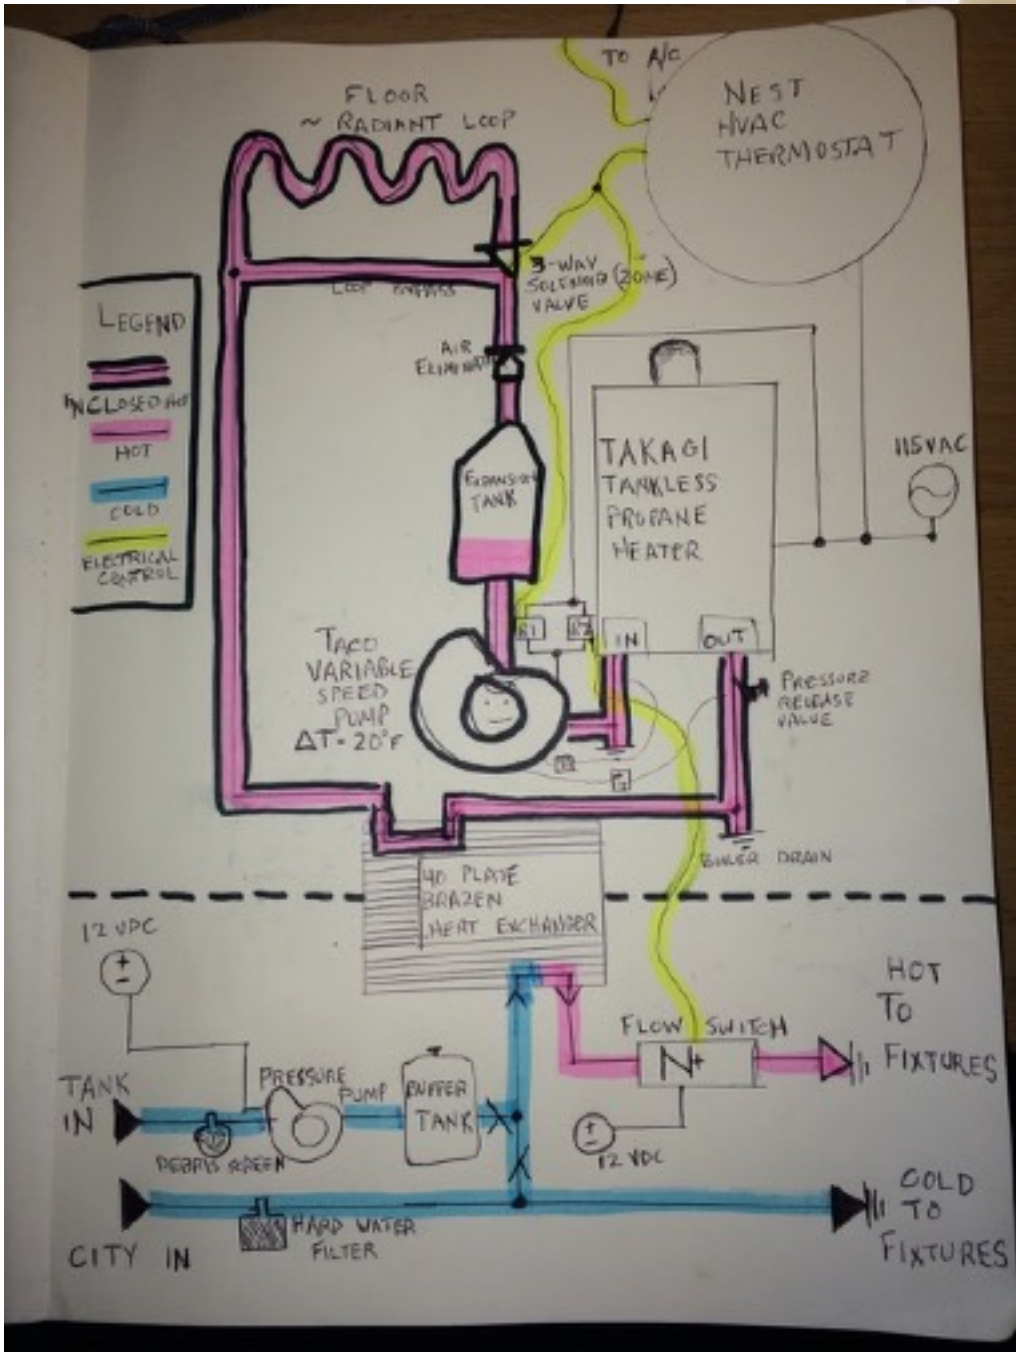 TO A/C
NEST
HVAC
THERMOSTAT
FLOOR
~ RADIANT LOOP
3-WAY
SOLENOID (ZONE)
VALVE
LOOP BYPASS
LEGEND
AIR
HOT
COLD
ELECTRICAL
CONTROL
EXPANSION
TANK
TAKAGI
TANKLESS
PROPANE
HEATER
115VAC
R1
R2
IN
OUT
TACO
VARIABLE
SPEED
PUMP
ΔT = 20°F
PRESSURE
RELEASE
VALVE
BOILER DRAIN
40 PLATE
BRAZEN
HEAT EXCHANGER
12 VDC
+
-
HOT
TO
FIXTURES
FLOW SWITCH
N+
TANK
IN
PRESSURE
PUMP
BUFFER
TANK
DEBRIS SCREEN
+
-
12 VDC
COLD
TO
FIXTURES
HARD WATER
FILTER
CITY IN